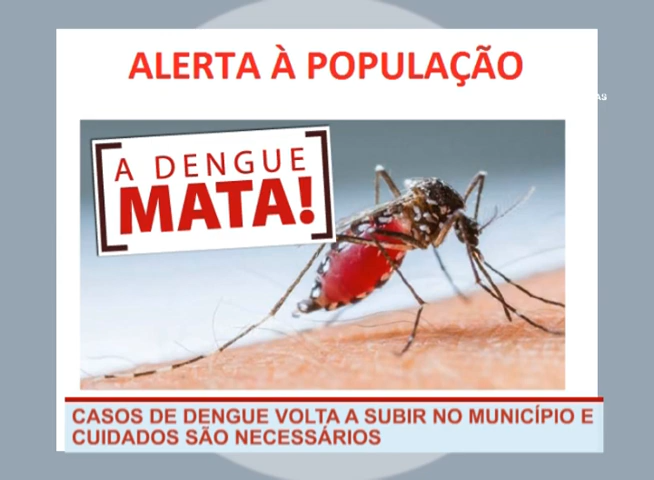 ALERTA À POPULAÇÃO
A DENGUE
MATA!
CASOS DE DENGUE VOLTA A SUBIR NO MUNICÍPIO E
CUIDADOS SÃO NECESSÁRIOS